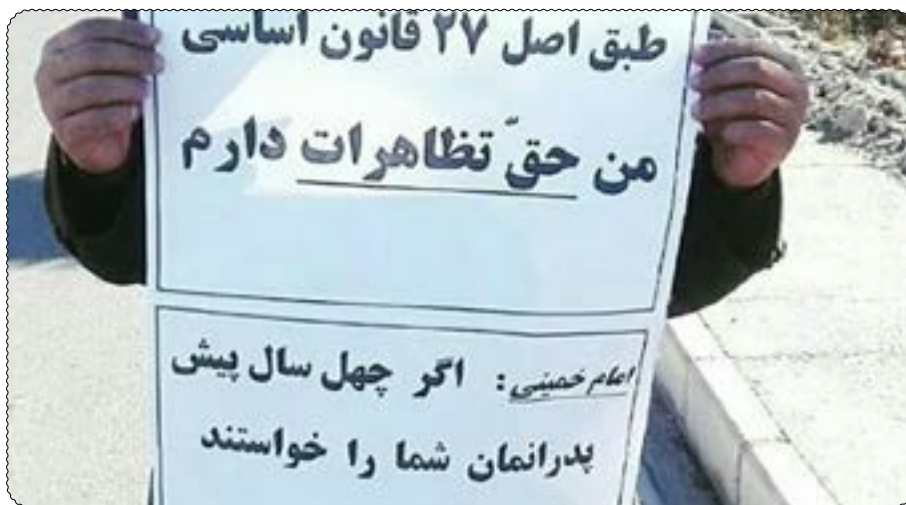 طبق اصل ۲۷ قانون اساسی
من حقّ تظاهرات دارم
امام خمینی: اگر چهل سال پیش
پدرانمان شما را خواستند